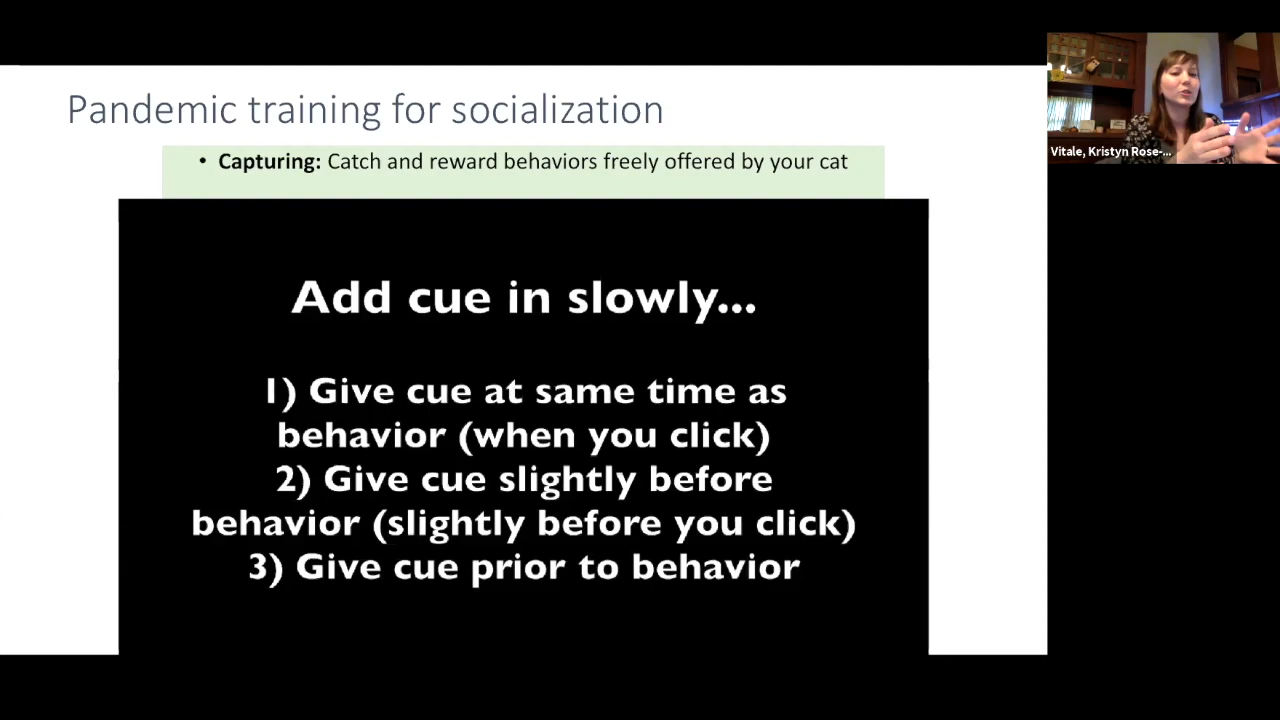 Pandemic training for socialization
• Capturing: Catch and reward behaviors freely offered by your cat
Add cue in slowly...
1) Give cue at same time as
behavior (when you click)
2) Give cue slightly before
behavior (slightly before you click)
3) Give cue prior to behavior
Vitale, Kristyn Rose-...